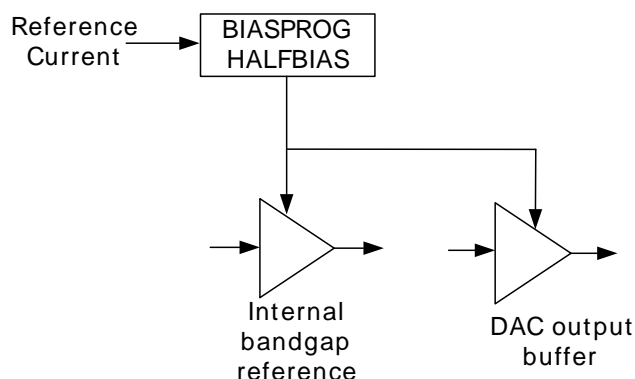 Reference
Current
BIASPROG
HALFBIAS
Internal
bandgap
reference
DAC output
buffer